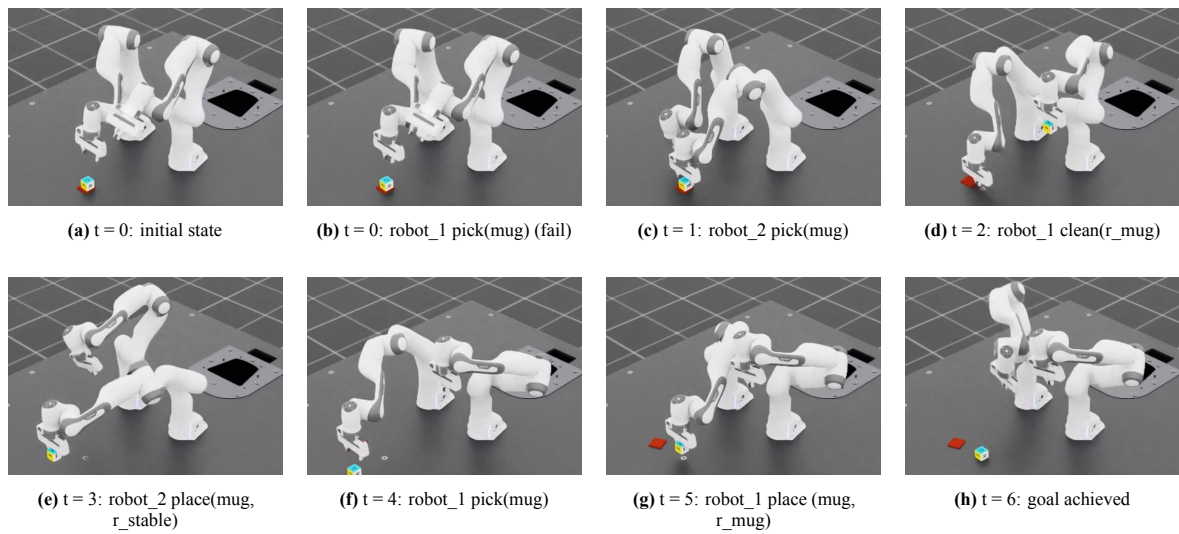 (a) t = 0: initial state
(b) t = 0: robot_1 pick(mug) (fail)
(c) t = 1: robot_2 pick(mug)
(d) t = 2: robot_1 clean(r_mug)
(e) t = 3: robot_2 place(mug,
r_stable)
(f) t = 4: robot_1 pick(mug)
(g) t = 5: robot_1 place (mug,
r_mug)
(h) t = 6: goal achieved